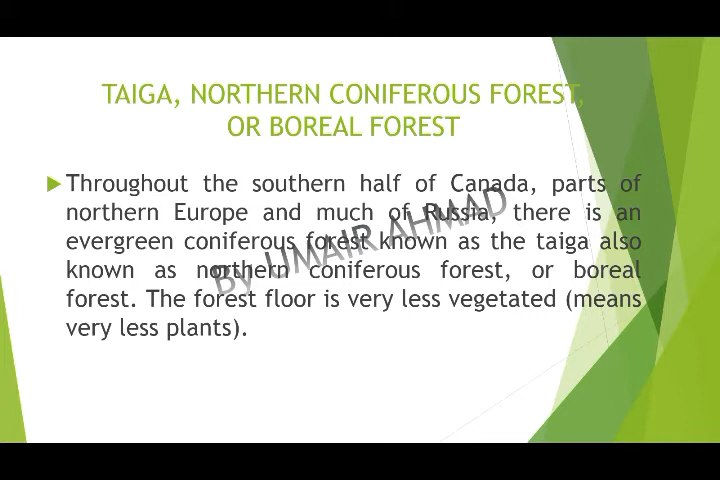 TAIGA, NORTHERN CONIFEROUS FOREST,
OR BOREAL FOREST
Throughout the southern half of Canada, parts of
northern Europe and much of Russia, there is an
evergreen coniferous forest known as the taiga also
known as northern coniferous forest, or boreal
forest. The forest floor is very less vegetated (means
very less plants).
By UMAIR AHMAD